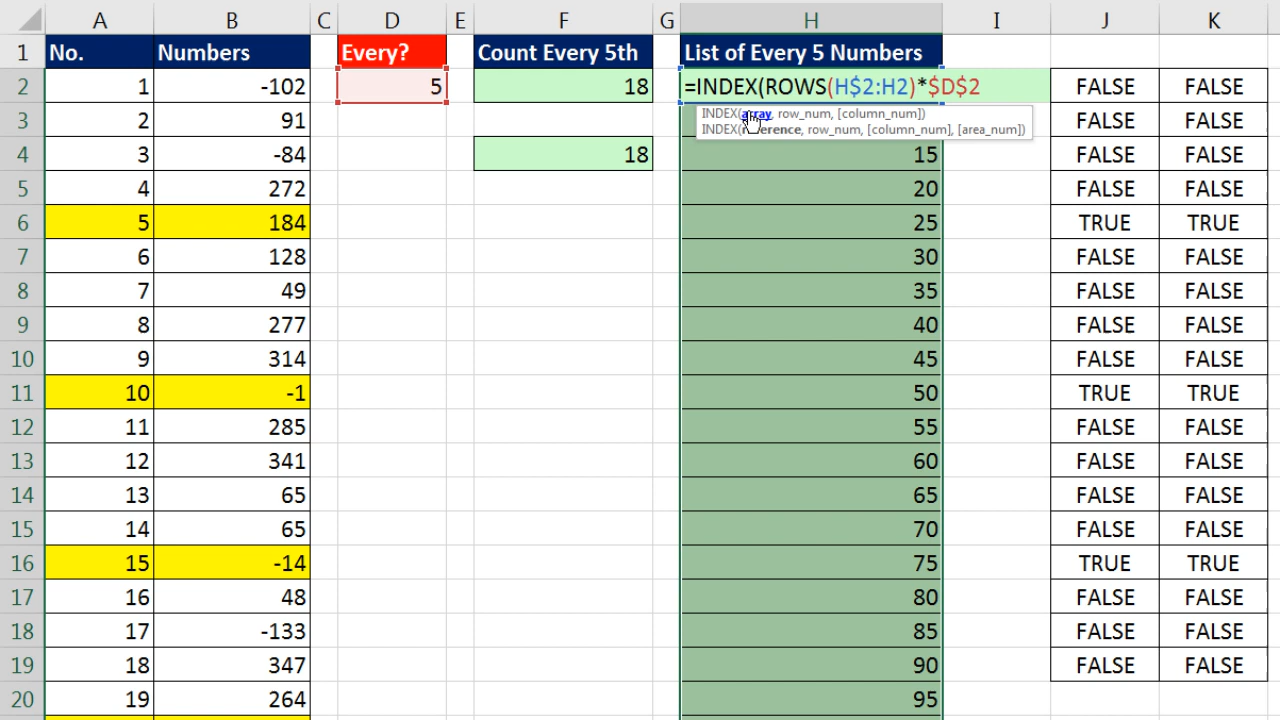 A B C D E F G H I J K
1 No. Numbers Every? Count Every 5th List of Every 5 Numbers
2 1 -102 5 18 =INDEX(ROWS(H$2:H2)*$D$2 FALSE FALSE
INDEX(array, row_num, [column_num])
3 2 91 FALSE FALSE
INDEX(reference, row_num, [column_num], [area_num])
4 3 -84 18 15 FALSE FALSE
5 4 272 20 FALSE FALSE
6 5 184 25 TRUE TRUE
7 6 128 30 FALSE FALSE
8 7 49 35 FALSE FALSE
9 8 277 40 FALSE FALSE
10 9 314 45 FALSE FALSE
11 10 -1 50 TRUE TRUE
12 11 285 55 FALSE FALSE
13 12 341 60 FALSE FALSE
14 13 65 65 FALSE FALSE
15 14 65 70 FALSE FALSE
16 15 -14 75 TRUE TRUE
17 16 48 80 FALSE FALSE
18 17 -133 85 FALSE FALSE
19 18 347 90 FALSE FALSE
20 19 264 95